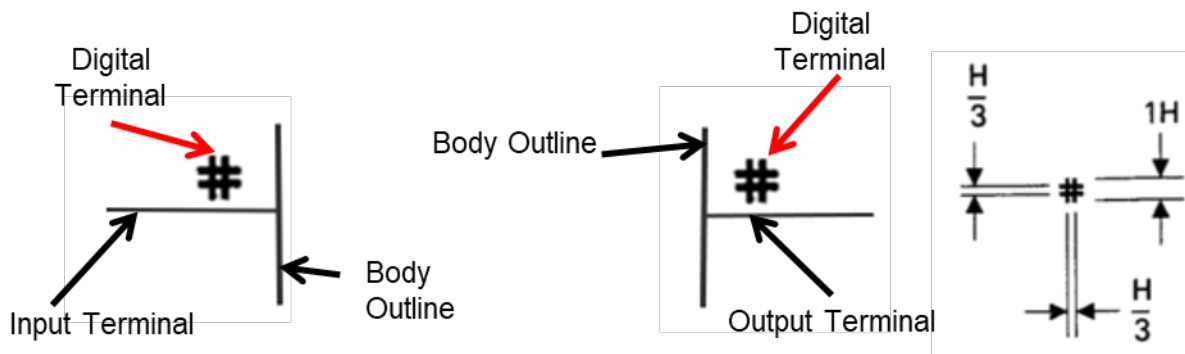 Digital
Terminal
Input Terminal
Body
Outline
Digital
Terminal
Body Outline
Output Terminal
H
3
1H
H
3